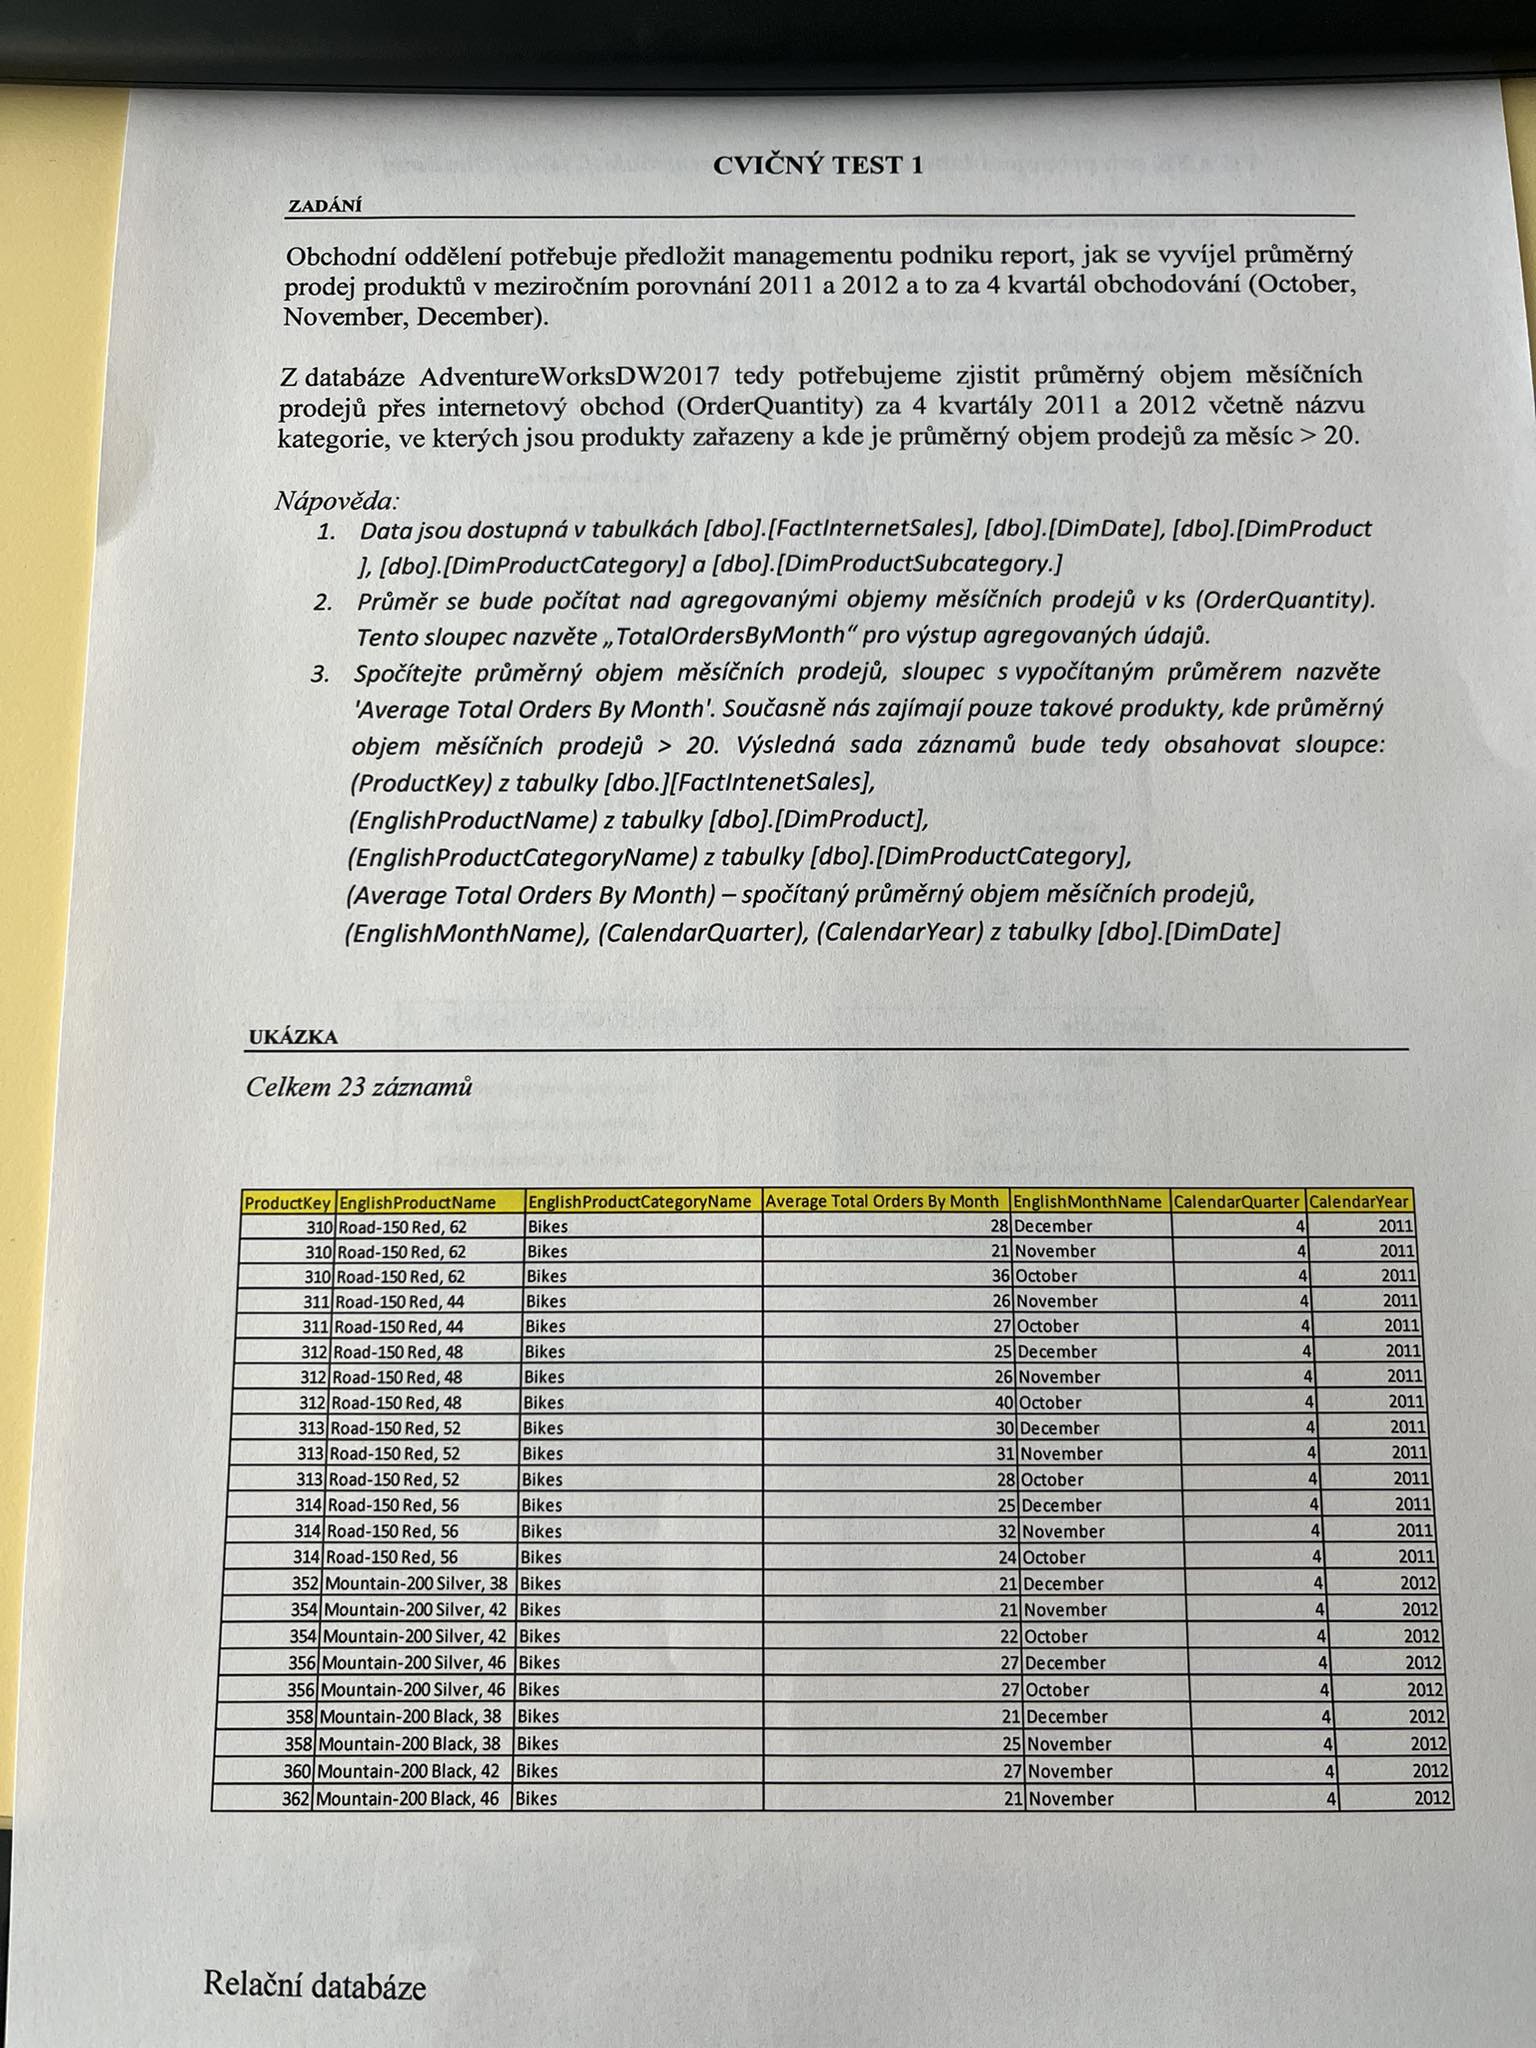 CVIČNÝ TEST 1
ZADÁNÍ
Obchodní oddělení potřebuje předložit managementu podniku report, jak se vyvíjel průměrný
prodej produktů v meziročním porovnání 2011 a 2012 a to za 4 kvartál obchodování (October,
November, December).
Z databáze AdventureWorksDW2017 tedy potřebujeme zjistit průměrný objem měsíčních
prodejů přes internetový obchod (OrderQuantity) za 4 kvartály 2011 a 2012 včetně názvu
kategorie, ve kterých jsou produkty zařazeny a kde je průměrný objem prodejů za měsíc > 20.
Nápověda:
1. Data jsou dostupná v tabulkách [dbo].[FactInternetSales], [dbo].[DimDate], [dbo].[DimProduct
], [dbo].[DimProductCategory] a [dbo].[DimProductSubcategory.]
2. Průměr se bude počítat nad agregovanými objemy měsíčních prodejů v ks (OrderQuantity).
Tento sloupec nazvěte „TotalOrdersByMonth“ pro výstup agregovaných údajů.
3. Spočítejte průměrný objem měsíčních prodejů, sloupec s vypočítaným průměrem nazvěte
'Average Total Orders By Month'. Současně nás zajímají pouze takové produkty, kde průměrný
objem měsíčních prodejů > 20. Výsledná sada záznamů bude tedy obsahovat sloupce:
(ProductKey) z tabulky [dbo.][FactIntenetSales],
(EnglishProductName) z tabulky [dbo].[DimProduct],
(EnglishProductCategoryName) z tabulky [dbo].[DimProductCategory],
(Average Total Orders By Month) – spočítaný průměrný objem měsíčních prodejů,
(EnglishMonthName), (CalendarQuarter), (CalendarYear) z tabulky [dbo].[DimDate]
UKÁZKA
Celkem 23 záznamů
ProductKey EnglishProductName EnglishProductCategoryName Average Total Orders By Month EnglishMonthName CalendarQuarter CalendarYear
310 Road-150 Red, 62 Bikes 28 December 4 2011
310 Road-150 Red, 62 Bikes 21 November 4 2011
310 Road-150 Red, 62 Bikes 36 October 4 2011
311 Road-150 Red, 44 Bikes 26 November 4 2011
311 Road-150 Red, 44 Bikes 27 October 4 2011
312 Road-150 Red, 48 Bikes 25 December 4 2011
312 Road-150 Red, 48 Bikes 26 November 4 2011
312 Road-150 Red, 48 Bikes 40 October 4 2011
313 Road-150 Red, 52 Bikes 30 December 4 2011
313 Road-150 Red, 52 Bikes 31 November 4 2011
313 Road-150 Red, 52 Bikes 28 October 4 2011
314 Road-150 Red, 56 Bikes 25 December 4 2011
314 Road-150 Red, 56 Bikes 32 November 4 2011
314 Road-150 Red, 56 Bikes 24 October 4 2011
352 Mountain-200 Silver, 38 Bikes 21 December 4 2012
354 Mountain-200 Silver, 42 Bikes 21 November 4 2012
354 Mountain-200 Silver, 42 Bikes 22 October 4 2012
356 Mountain-200 Silver, 46 Bikes 27 December 4 2012
356 Mountain-200 Silver, 46 Bikes 27 October 4 2012
358 Mountain-200 Black, 38 Bikes 21 December 4 2012
358 Mountain-200 Black, 38 Bikes 25 November 4 2012
360 Mountain-200 Black, 42 Bikes 27 November 4 2012
362 Mountain-200 Black, 46 Bikes 21 November 4 2012
Relační databáze